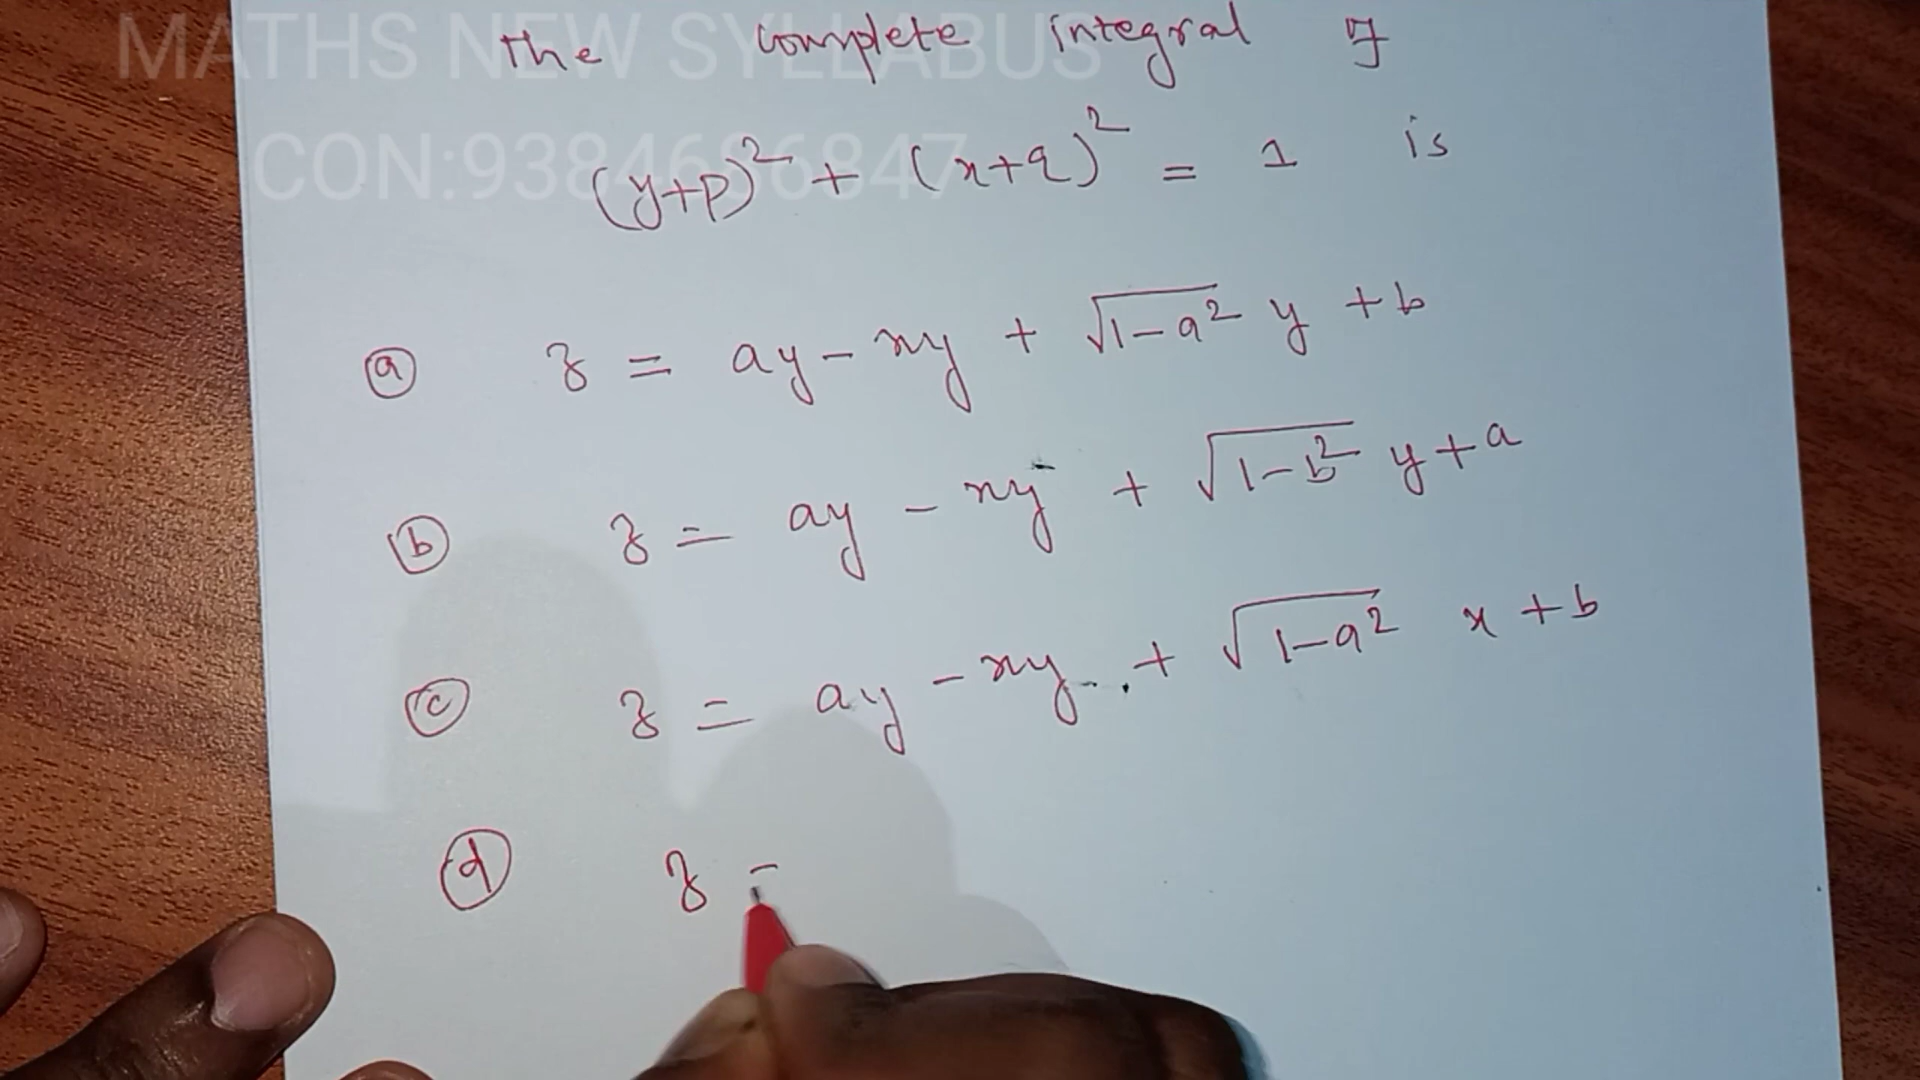 MATHS NEW SYLLABUS
CON:9384686847
the complete integral of
(y+p)² + (x+q)² = 1 is
(a) z = ay - xy + √(1-a²) y + b
(b) z = ay - xy + √(1-b²) y + a
(c) z = ay - xy + √(1-a²) x + b
(d) z -